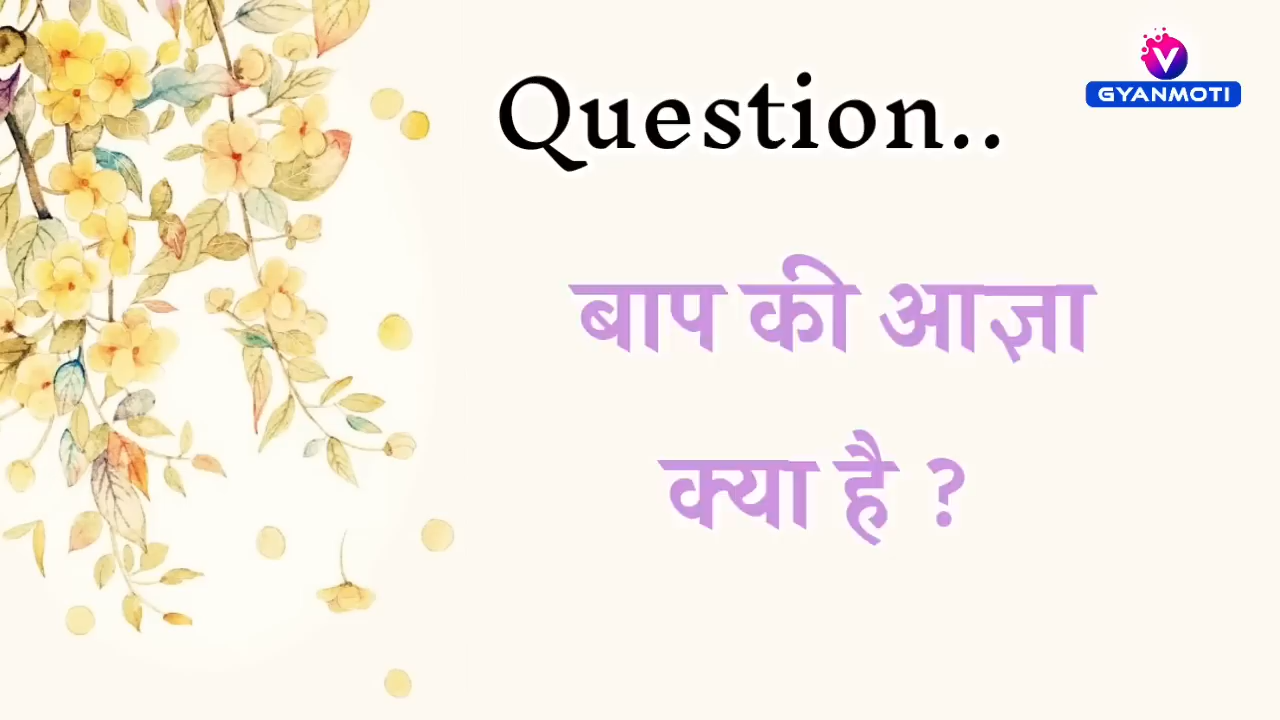 V
GYANMOTI
Question..
बाप की आज्ञा
क्या है ?